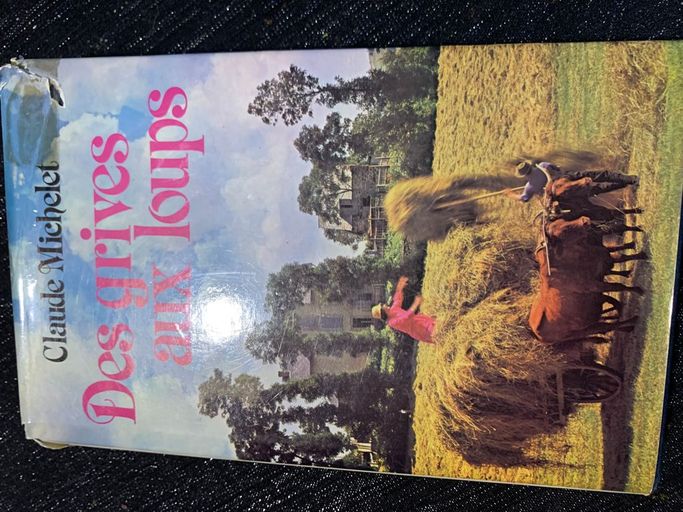 Claude Michelet
Des grives
aux loups